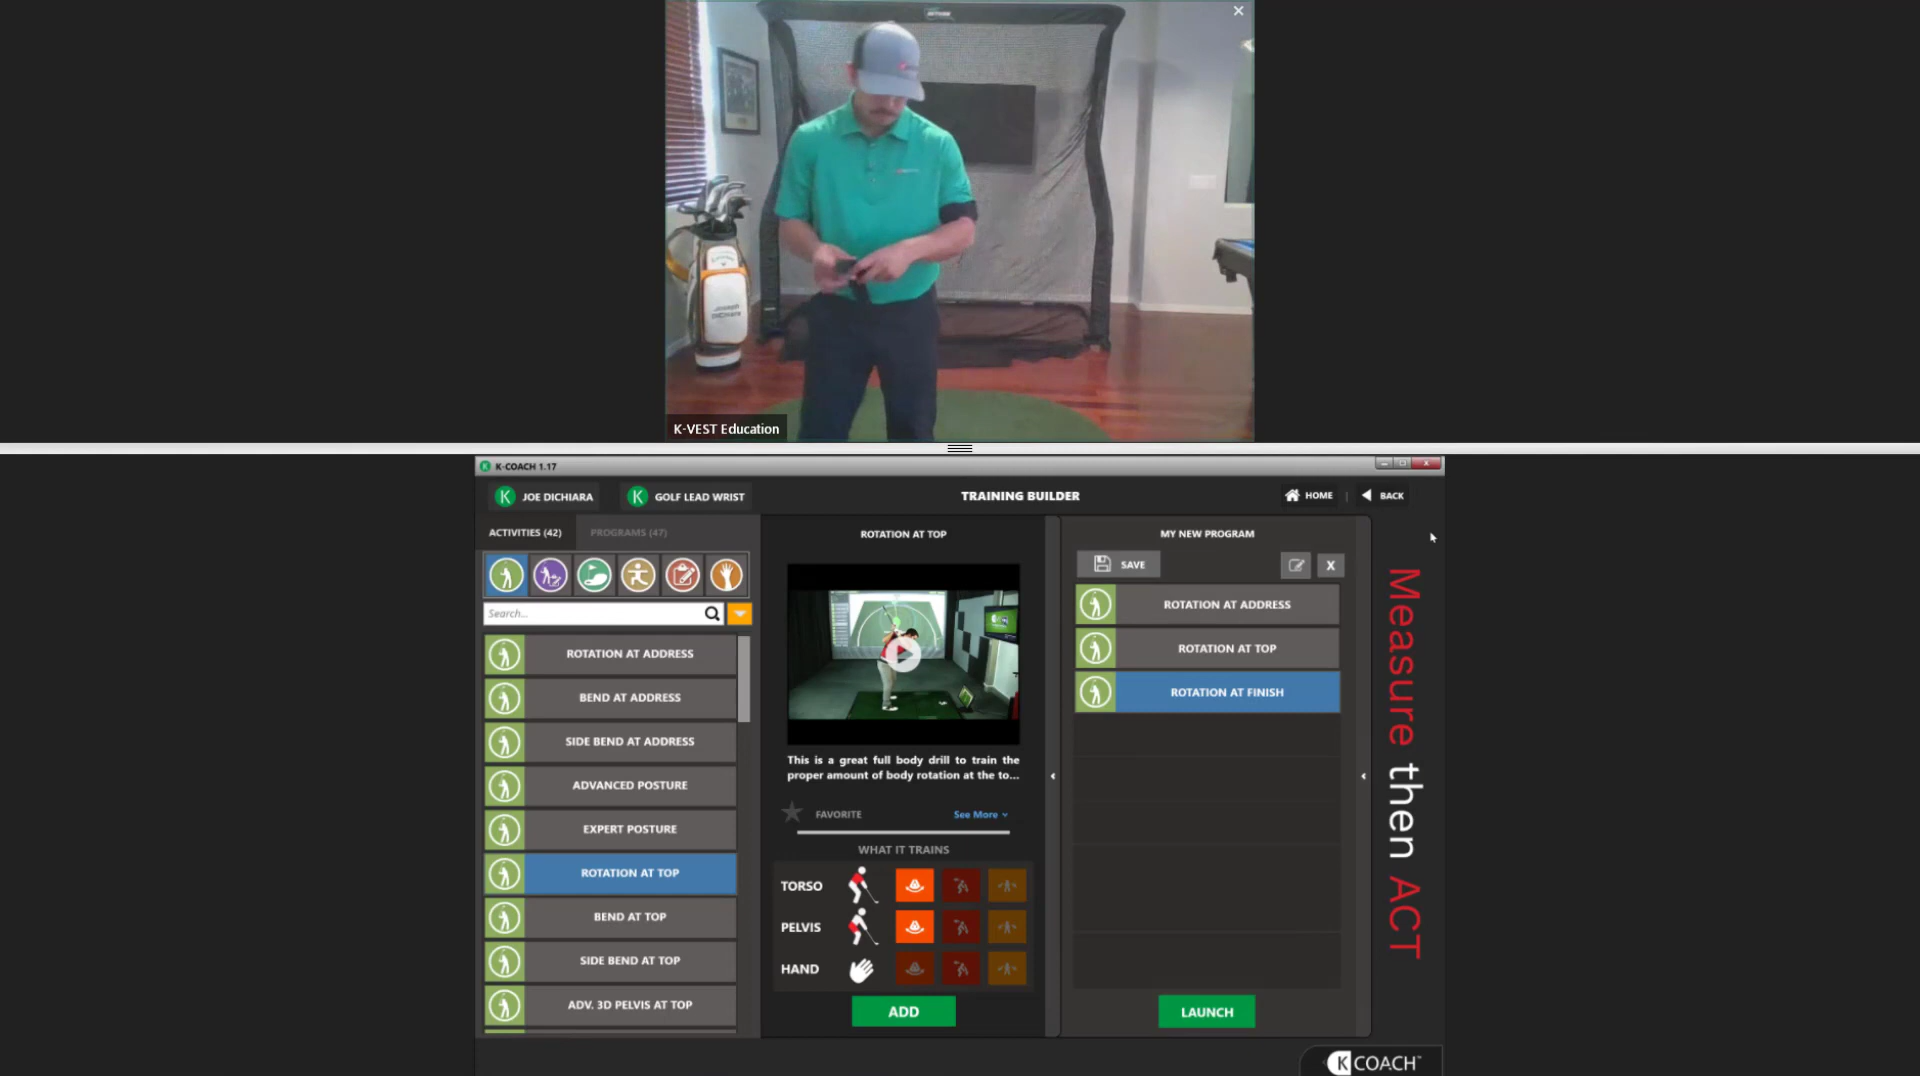 K-VEST Education
K-COACH 1.17
K JOE DICHIARA
K GOLF LEAD WRIST
TRAINING BUILDER
HOME | BACK
ACTIVITIES (42)
PROGRAMS (47)
Search...
ROTATION AT ADDRESS
BEND AT ADDRESS
SIDE BEND AT ADDRESS
ADVANCED POSTURE
EXPERT POSTURE
ROTATION AT TOP
BEND AT TOP
SIDE BEND AT TOP
ADV. 3D PELVIS AT TOP
ROTATION AT TOP
This is a great full body drill to train the
proper amount of body rotation at the to...
FAVORITE
See More
WHAT IT TRAINS
TORSO
PELVIS
HAND
ADD
MY NEW PROGRAM
SAVE
X
ROTATION AT ADDRESS
ROTATION AT TOP
ROTATION AT FINISH
LAUNCH
Measure then ACT
K COACH™